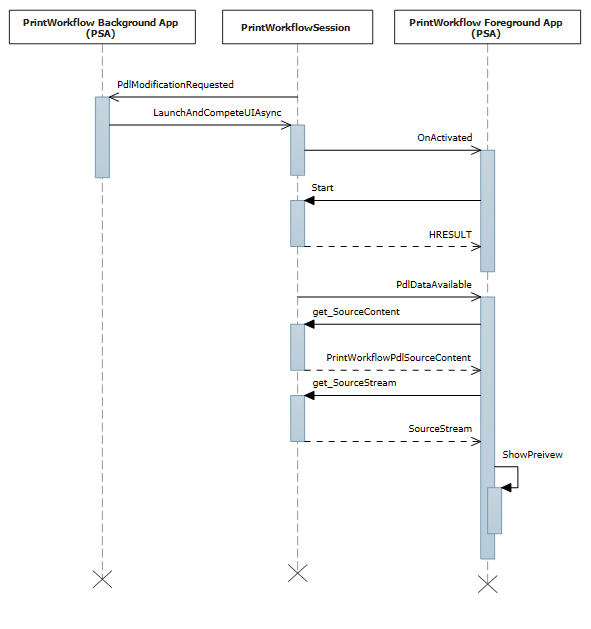 PrintWorkflow Background App
(PSA)
PrintWorkflowSession
PrintWorkflow Foreground App
(PSA)
PdlModificationRequested
LaunchAndCompeteUIAsync
OnActivated
Start
HRESULT
PdlDataAvailable
get_SourceContent
PrintWorkflowPdlSourceContent
get_SourceStream
SourceStream
ShowPreivew